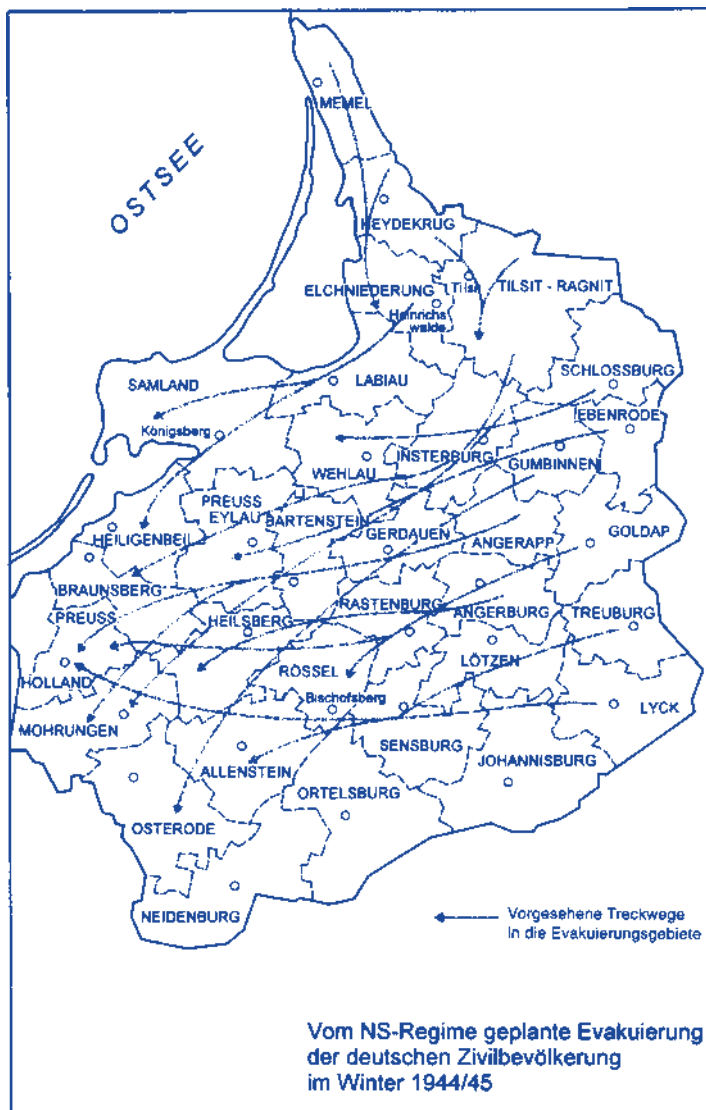 MEMEL
OSTSEE
HEYDEKRUG
ELCHNIEDERUNG
Tilsit
TILSIT - RAGNIT
Heinrichs
walde
SCHLOSSBURG
SAMLAND
LABIAU
EBENRODE
Königsberg
INSTERBURG
GUMBINNEN
WEHLAU
PREUSS
EYLAU
BARTENSTEIN
HEILIGENBEIL
GERDAUEN
ANGERAPP
GOLDAP
BRAUNSBERG
RASTENBURG
ANGERBURG
TREUBURG
PREUSS
HEILSBERG
HOLLAND
RÖSSEL
LÖTZEN
Bischofsberg
LYCK
MOHRUNGEN
SENSBURG
JOHANNISBURG
ALLENSTEIN
ORTELSBURG
OSTERODE
NEIDENBURG
Vorgesehene Treckwege
In die Evakuierungsgebiete
Vom NS-Regime geplante Evakuierung
der deutschen Zivilbevölkerung
im Winter 1944/45